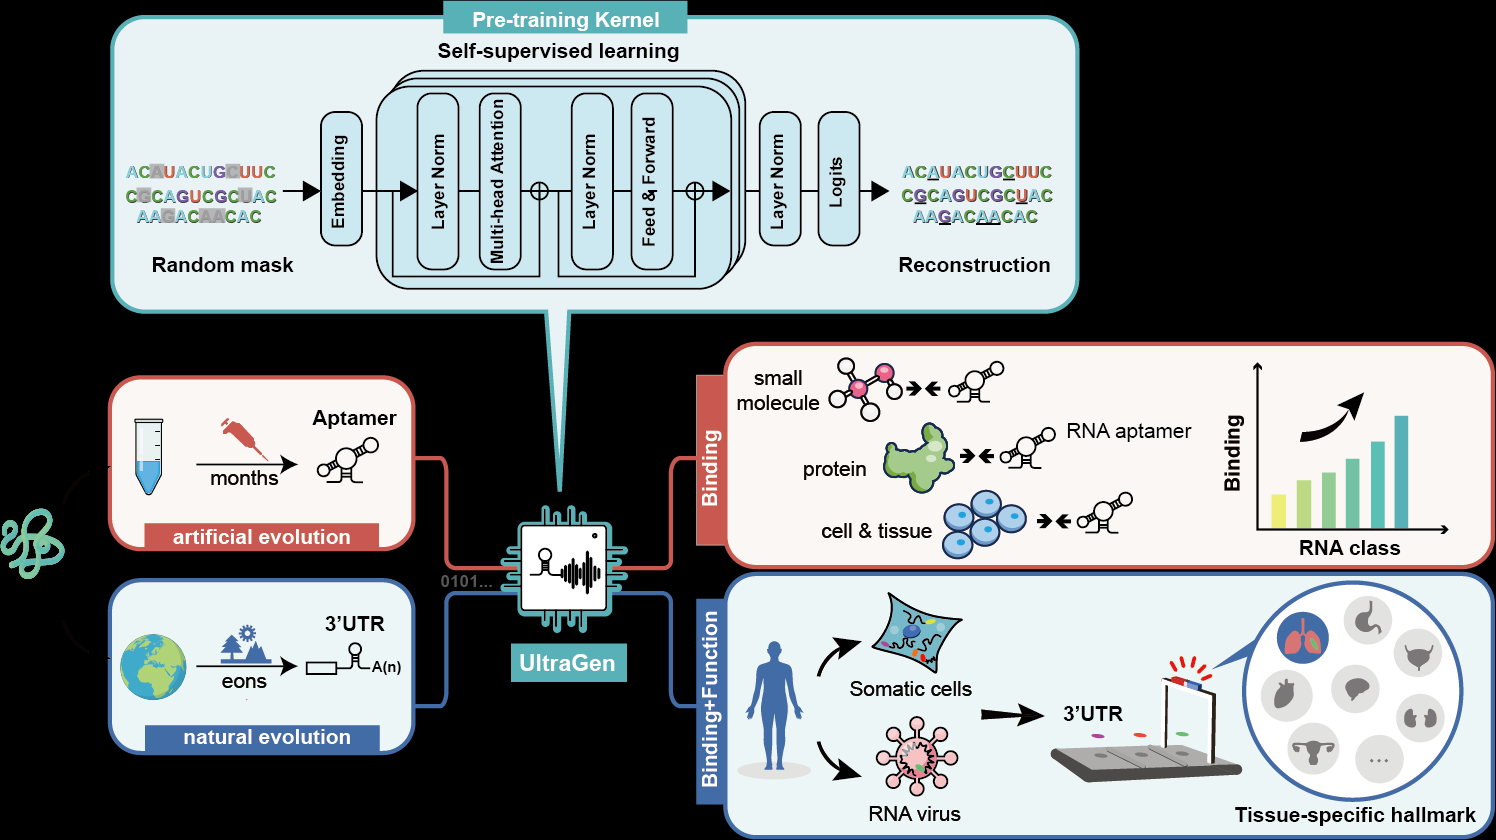 Pre-training Kernel
Self-supervised learning
Embedding
Layer Norm
Multi-head Attention
Layer Norm
Feed & Forward
Layer Norm
Logits
ACAUACUGCUUC
CGCAGUCGCUAC
AAGACAACAC
Random mask
ACAUACUGCUUC
CGCAGUCGCUAC
AAGACAACAC
Reconstruction
Aptamer
months
artificial evolution
3’UTR
A(n)
eons
natural evolution
0101...
UltraGen
Binding
small
molecule
protein
RNA aptamer
cell & tissue
Binding
RNA class
Binding+Function
Somatic cells
RNA virus
3’UTR
...
Tissue-specific hallmark